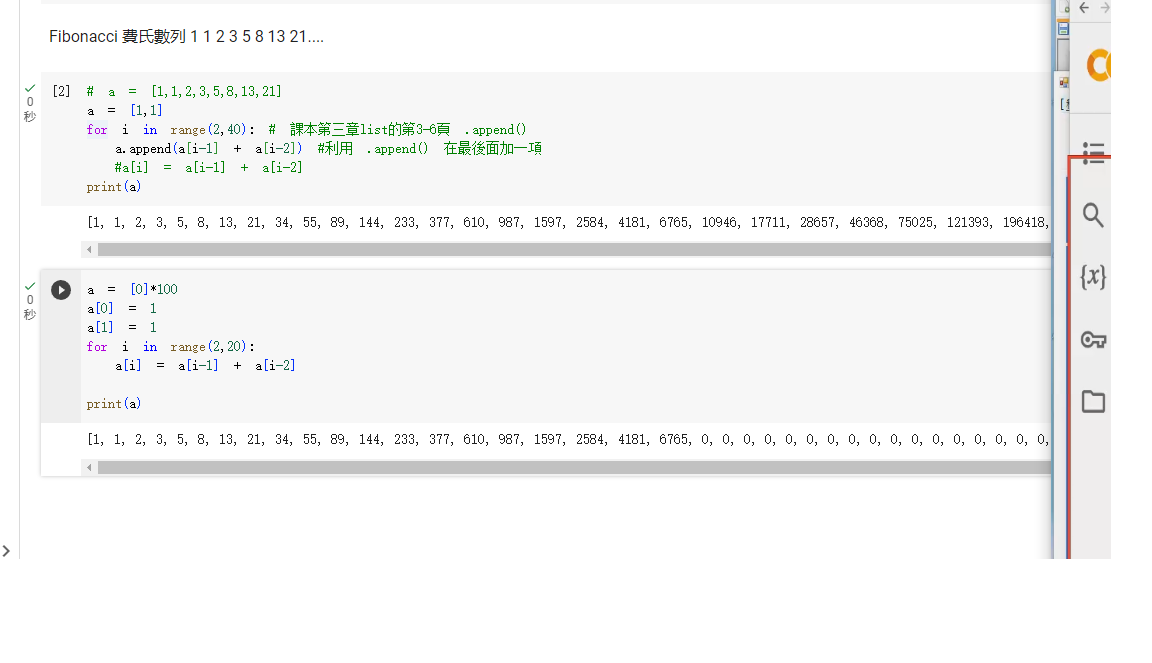 Fibonacci 費氏數列 1 1 2 3 5 8 13 21....
[2] # a = [1,1,2,3,5,8,13,21]
0
秒
a = [1,1]
for i in range(2,40): # 課本第三章list的第3-6頁 .append()
a.append(a[i-1] + a[i-2]) #利用 .append() 在最後面加一項
#a[i] = a[i-1] + a[i-2]
print(a)
[1, 1, 2, 3, 5, 8, 13, 21, 34, 55, 89, 144, 233, 377, 610, 987, 1597, 2584, 4181, 6765, 10946, 17711, 28657, 46368, 75025, 121393, 196418,
0
秒
a = [0]*100
a[0] = 1
a[1] = 1
for i in range(2,20):
a[i] = a[i-1] + a[i-2]
print(a)
[1, 1, 2, 3, 5, 8, 13, 21, 34, 55, 89, 144, 233, 377, 610, 987, 1597, 2584, 4181, 6765, 0, 0, 0, 0, 0, 0, 0, 0, 0, 0, 0, 0, 0, 0, 0, 0, 0,
{x}